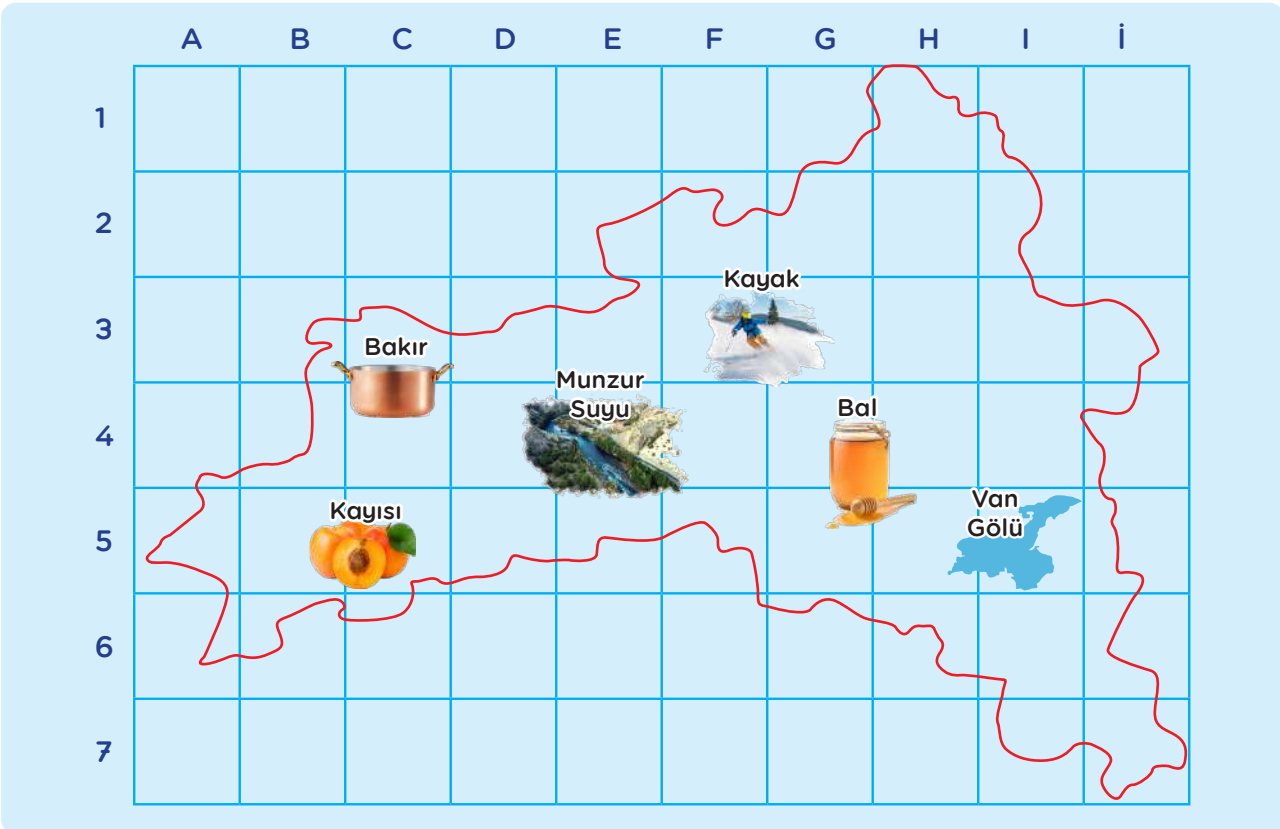 A B C D E F G H I İ
1
2
Kayak
3
Bakır
Munzur
Suyu
Bal
4
Van
Gölü
Kayısı
5
6
7